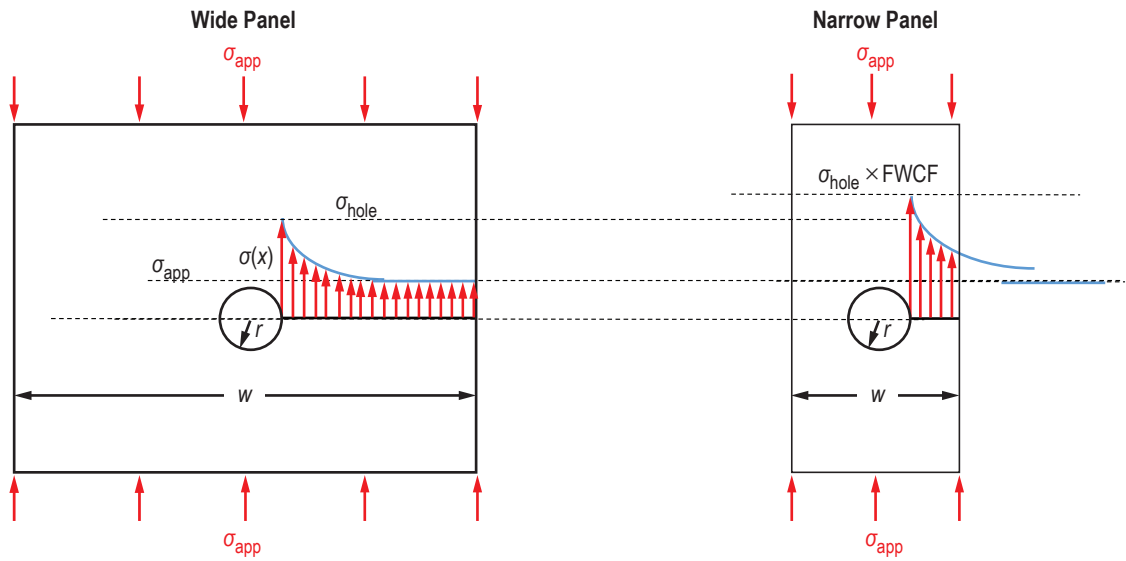 Wide Panel
σapp
σhole
σ(x)
σapp
r
w
σapp
Narrow Panel
σapp
σhole × FWCF
r
w
σapp